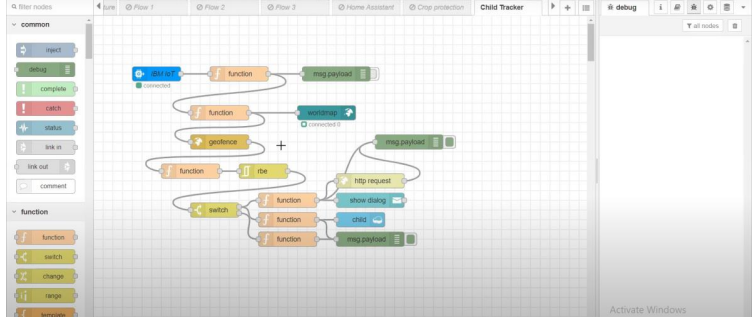 filter nodes
ture
Flow 1
Flow 2
Flow 3
Home Assistant
Crop protection
Child Tracker
debug
i
all nodes
common
inject
debug
complete
catch
status
link in
link out
comment
function
function
switch
change
range
template
IBM IoT
connected
function
msg.payload
function
worldmap
connected 0
geofence
msg.payload
function
rbe
http request
switch
function
show dialog
function
child
function
msg.payload
Activate Windows